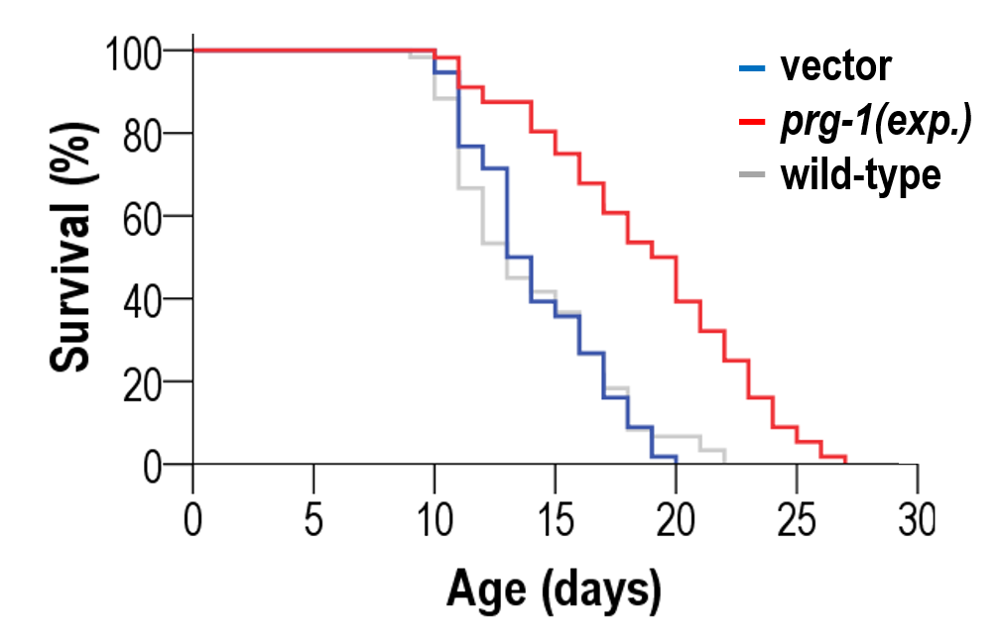 100
80
60
40
20
0
Survival (%)
vector
prg-1(exp.)
wild-type
0 5 10 15 20 25 30
Age (days)